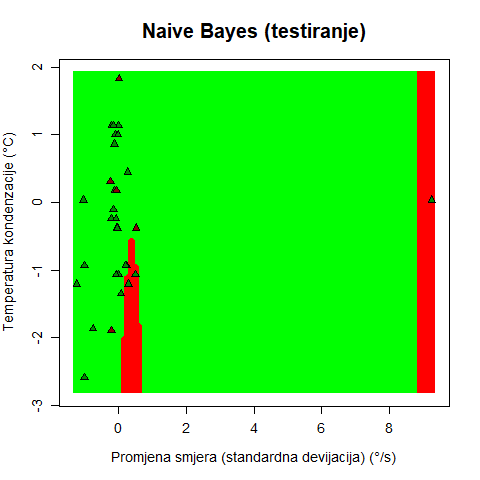 Naive Bayes (testiranje)
Temperatura kondenzacije (°C)
2
1
0
-1
-2
-3
0 2 4 6 8
Promjena smjera (standardna devijacija) (°/s)